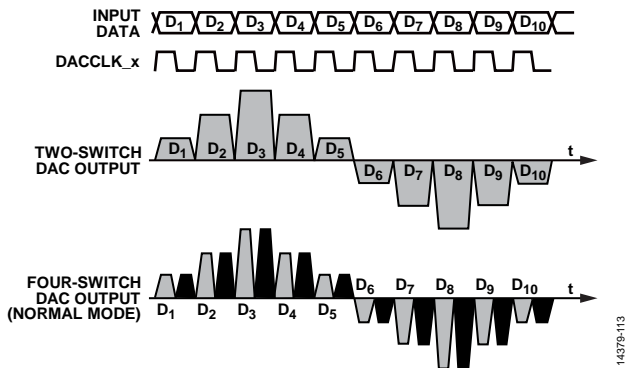 INPUT
DATA
D1 D2 D3 D4 D5 D6 D7 D8 D9 D10
DACCLK_x
TWO-SWITCH
DAC OUTPUT
D1 D2 D3 D4 D5
t
D6 D7 D8 D9 D10
FOUR-SWITCH
DAC OUTPUT
(NORMAL MODE)
D6 D7 D8 D9 D10
t
D1 D2 D3 D4 D5
14379-113